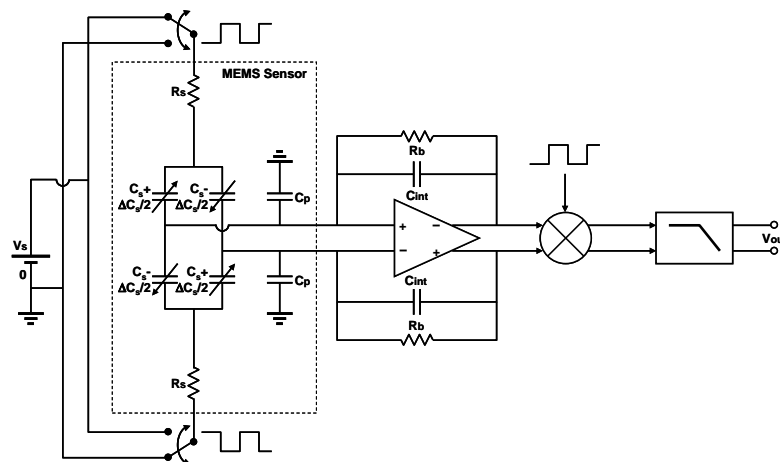 MEMS Sensor
Rs
Cs+
ΔCs/2
Cs-
ΔCs/2
Cp
Vs
0
Cs-
ΔCs/2
Cs+
ΔCs/2
Cp
Rs
Rb
Cint
+
−
−
+
Cint
Rb